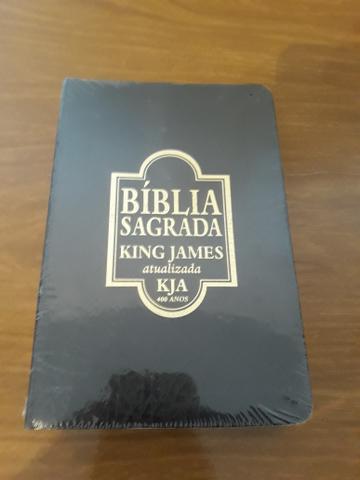 BÍBLIA
SAGRADA
KING JAMES
atualizada
KJA
400 ANOS